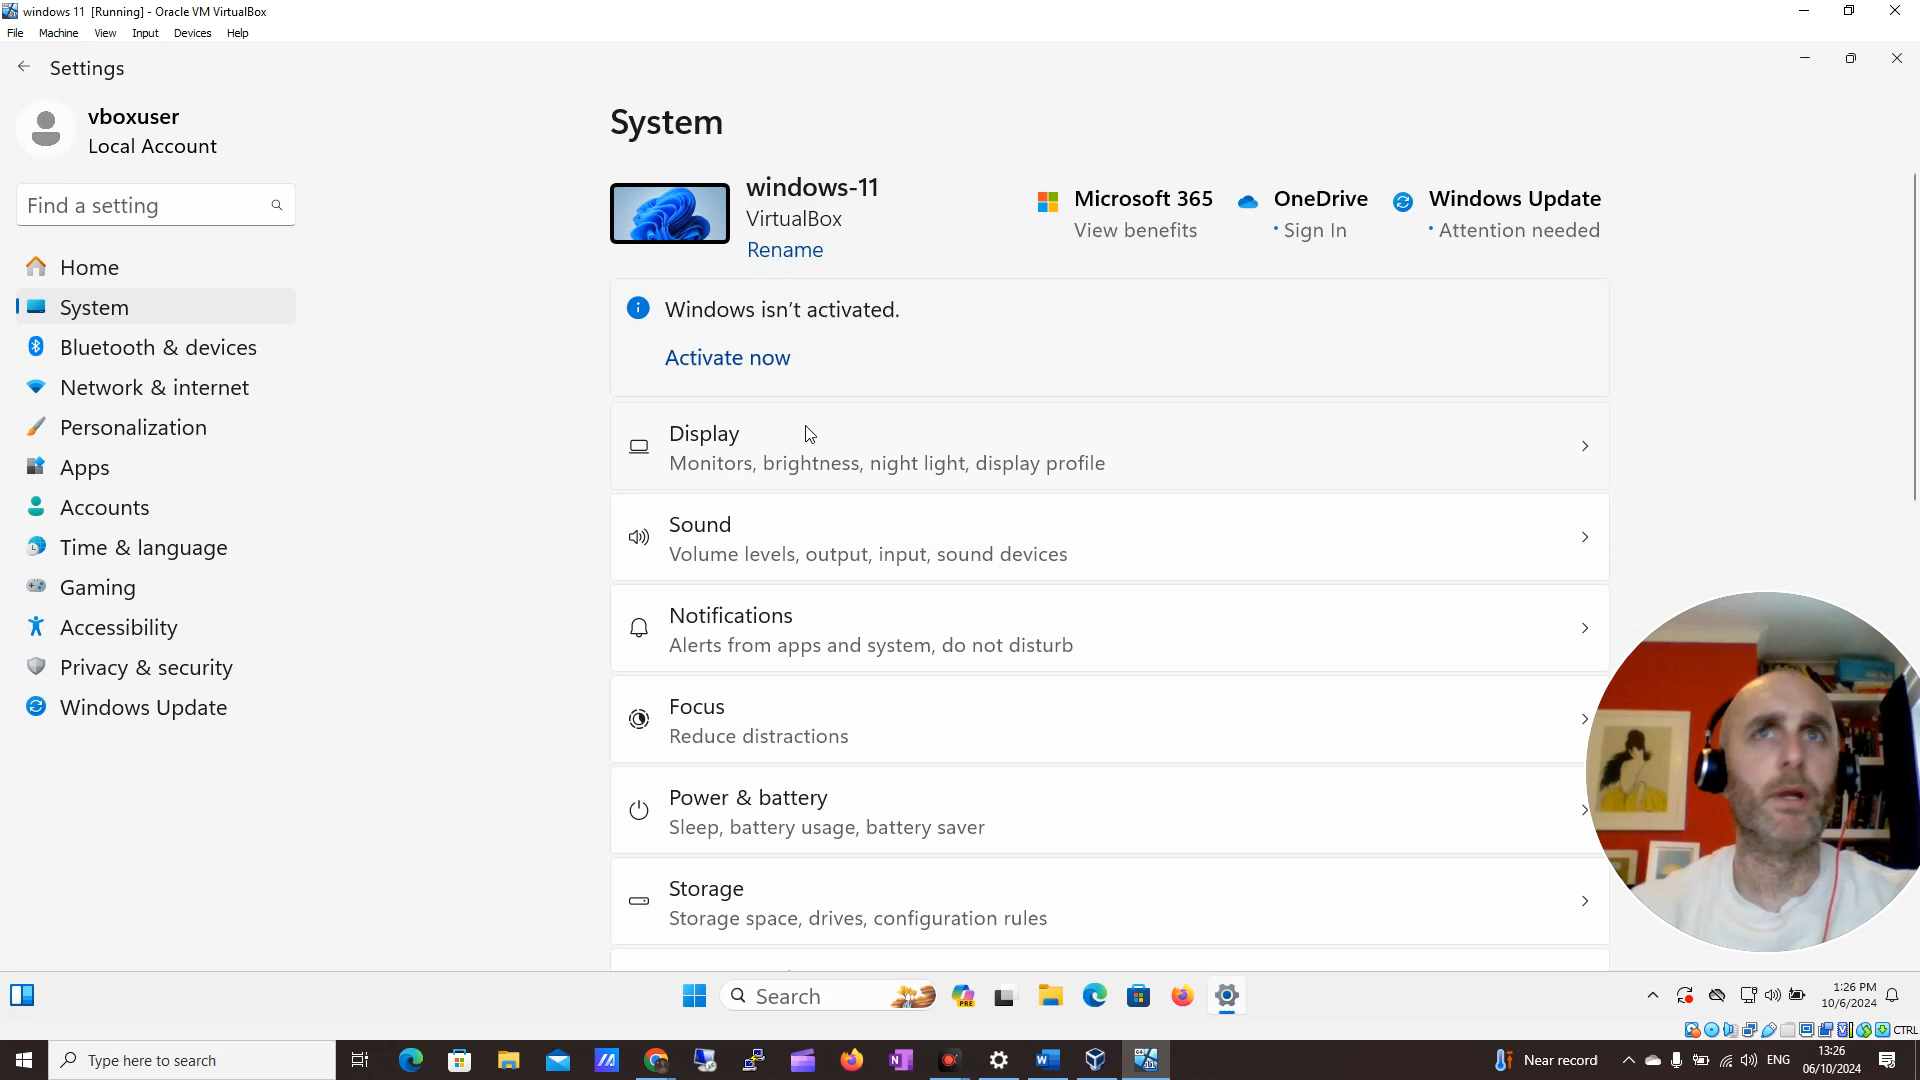 windows 11 [Running] - Oracle VM VirtualBox
File Machine View Input Devices Help
Settings
vboxuser
Local Account
Find a setting
Home
System
Bluetooth & devices
Network & internet
Personalization
Apps
Accounts
Time & language
Gaming
Accessibility
Privacy & security
Windows Update
System
windows-11
VirtualBox
Rename
Microsoft 365
View benefits
OneDrive
• Sign In
Windows Update
• Attention needed
Windows isn't activated.
Activate now
Display
Monitors, brightness, night light, display profile
Sound
Volume levels, output, input, sound devices
Notifications
Alerts from apps and system, do not disturb
Focus
Reduce distractions
Power & battery
Sleep, battery usage, battery saver
Storage
Storage space, drives, configuration rules
Search
PRE
1:26 PM
10/6/2024
CTRL
Type here to search
Near record
ENG
13:26
06/10/2024